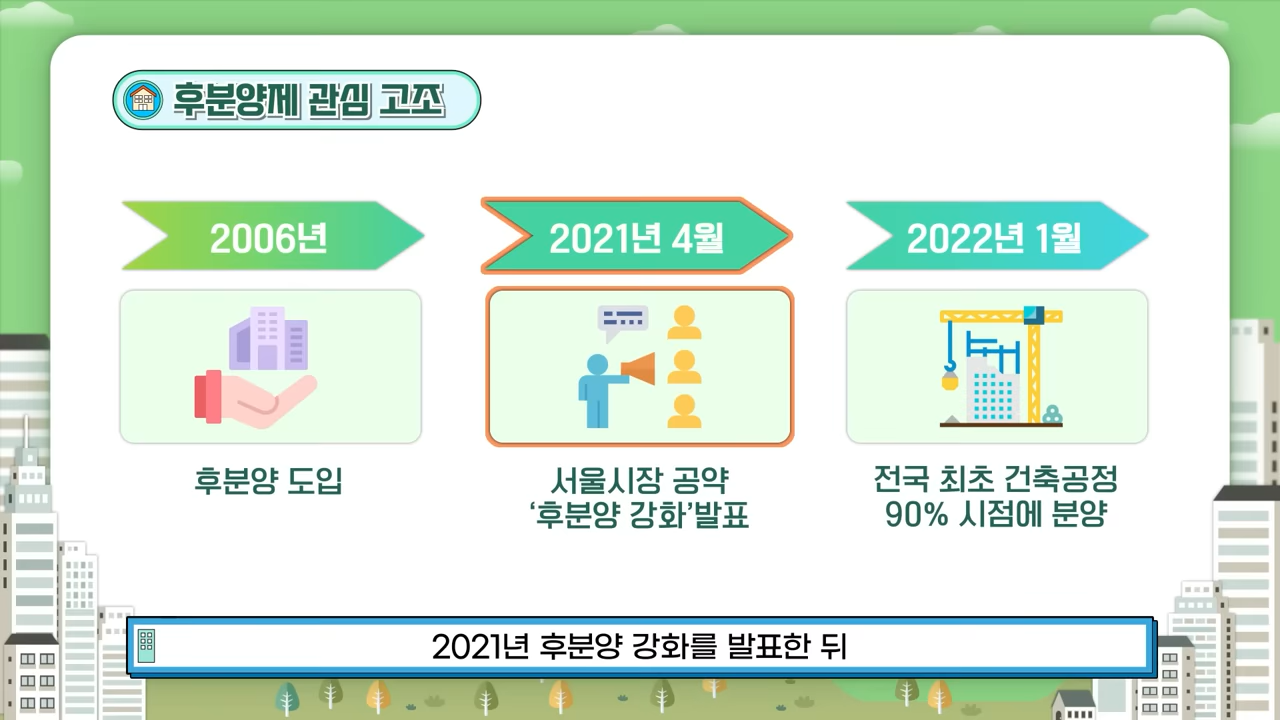 후분양제 관심 고조
2006년
2021년 4월
2022년 1월
후분양 도입
서울시장 공약
‘후분양 강화’발표
전국 최초 건축공정
90% 시점에 분양
2021년 후분양 강화를 발표한 뒤